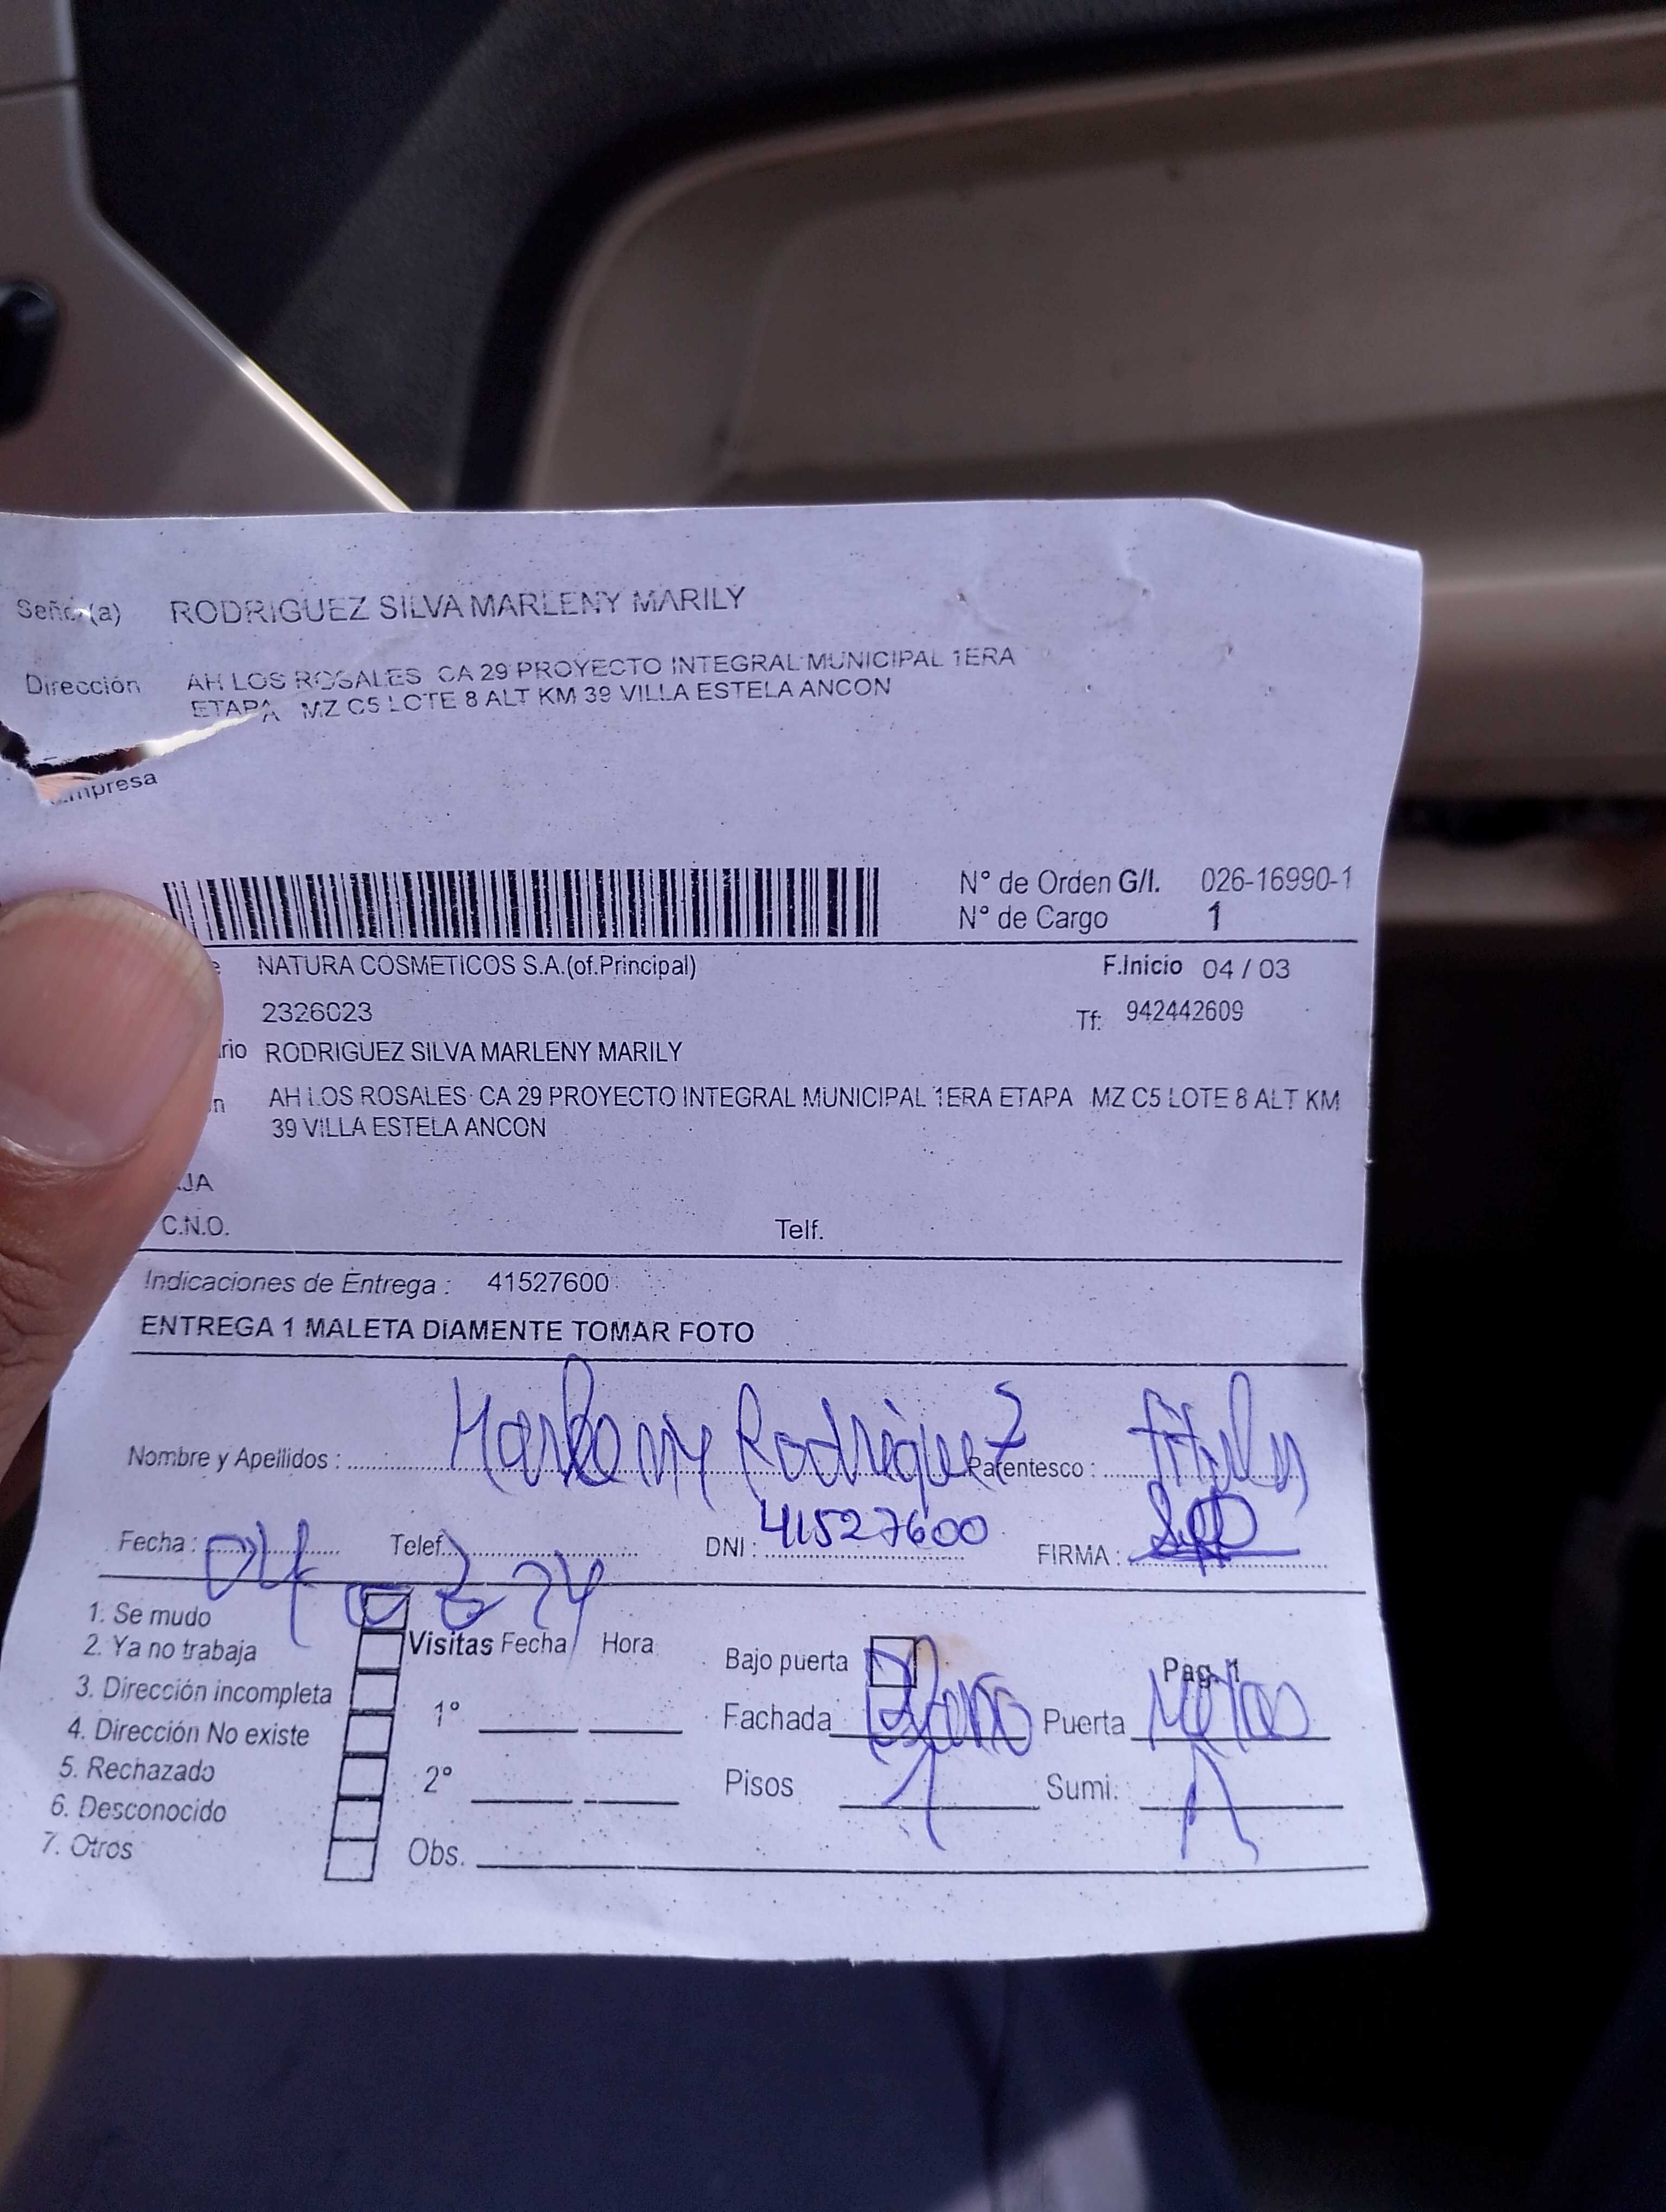 Señor(a) RODRIGUEZ SILVA MARLENY MARILY
Dirección AH LOS ROSALES CA 29 PROYECTO INTEGRAL MUNICIPAL 1ERA
ETAPA MZ C5 LOTE 8 ALT KM 39 VILLA ESTELA ANCON
mpresa
N° de Orden G/I. 026-16990-1
N° de Cargo 1
NATURA COSMETICOS S.A.(of.Principal) F.Inicio 04 / 03
2326023 Tf: 942442609
rio RODRIGUEZ SILVA MARLENY MARILY
n AH LOS ROSALES CA 29 PROYECTO INTEGRAL MUNICIPAL 1ERA ETAPA MZ C5 LOTE 8 ALT KM
39 VILLA ESTELA ANCON
JA
C.N.O. Telf.
Indicaciones de Entrega : 41527600
ENTREGA 1 MALETA DIAMENTE TOMAR FOTO
Nombre y Apellidos : Marleny Rodriguez Parentesco : titular
Fecha : 04 Telef. DNI : 41527600 FIRMA :
03 24
1. Se mudo
2. Ya no trabaja Visitas Fecha Hora Bajo puerta Pag. 1
3. Dirección incompleta
4. Dirección No existe 1° Fachada Puerta
5. Rechazado 2° Pisos 1 Sumi.
6. Desconocido
7. Otros Obs.